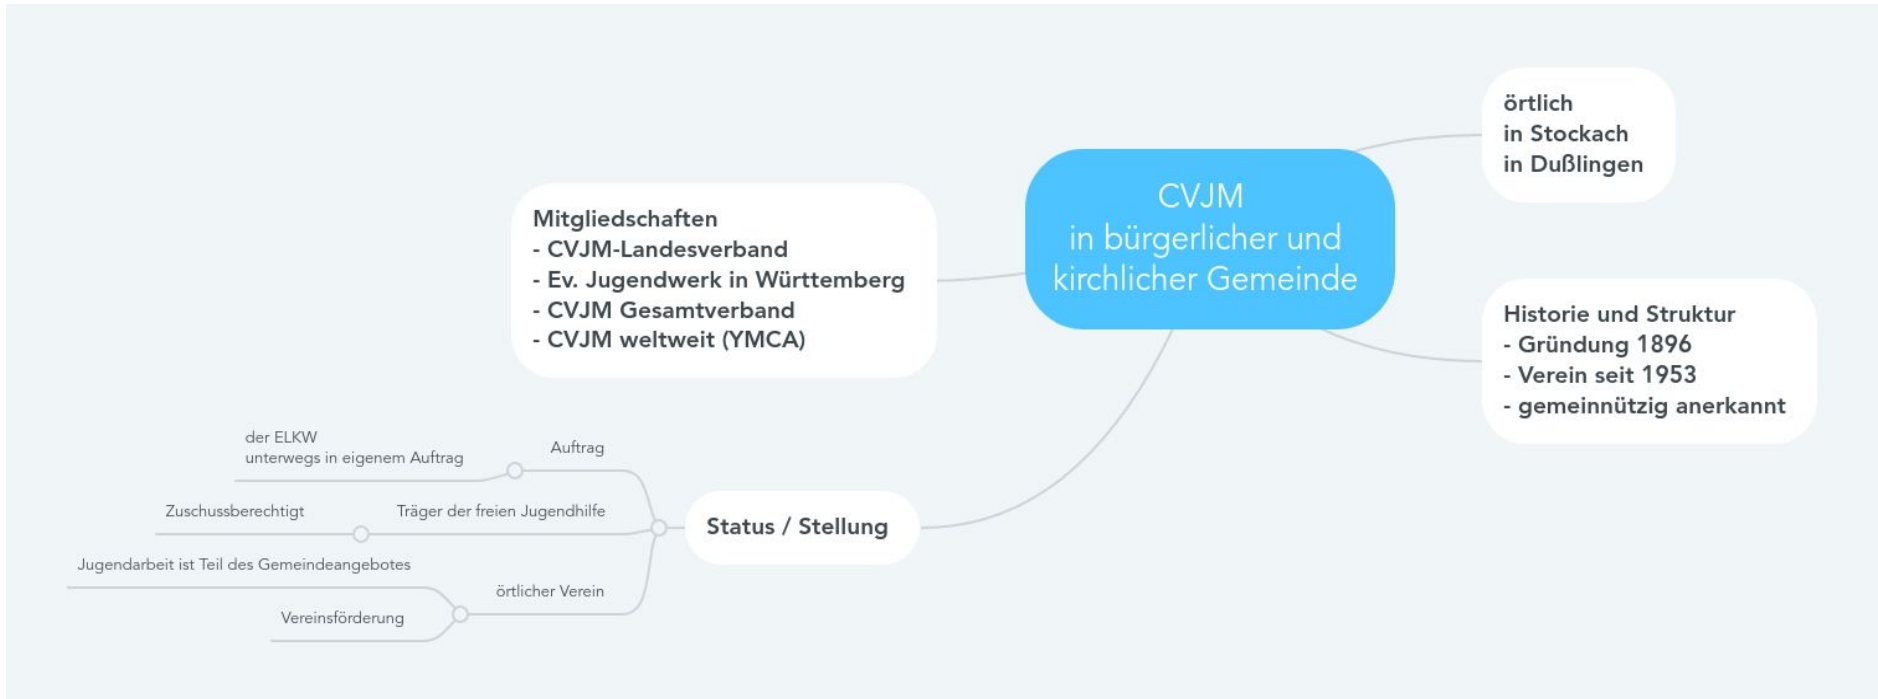 CVJM
in bürgerlicher und
kirchlicher Gemeinde
örtlich
in Stockach
in Dußlingen
Historie und Struktur
- Gründung 1896
- Verein seit 1953
- gemeinnützig anerkannt
Mitgliedschaften
- CVJM-Landesverband
- Ev. Jugendwerk in Württemberg
- CVJM Gesamtverband
- CVJM weltweit (YMCA)
Status / Stellung
Auftrag
der ELKW
unterwegs in eigenem Auftrag
Träger der freien Jugendhilfe
Zuschussberechtigt
örtlicher Verein
Jugendarbeit ist Teil des Gemeindeangebotes
Vereinsförderung